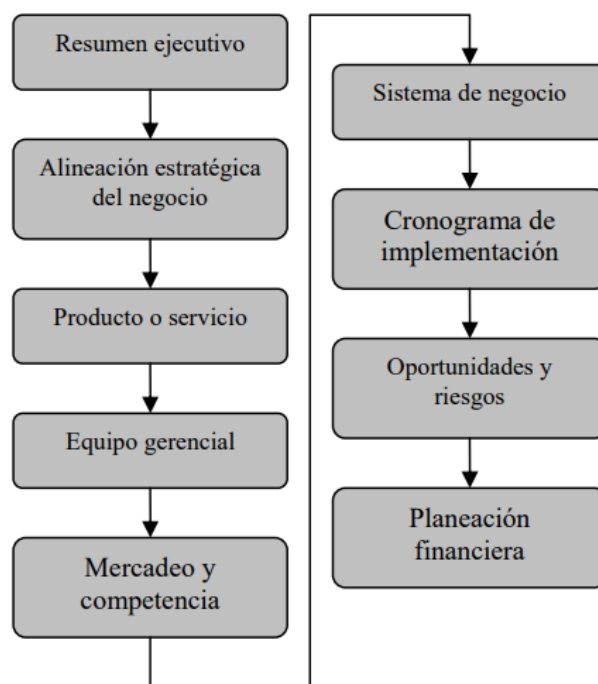 Resumen ejecutivo
Alineación estratégica
del negocio
Producto o servicio
Equipo gerencial
Mercadeo y
competencia
Sistema de negocio
Cronograma de
implementación
Oportunidades y
riesgos
Planeación
financiera